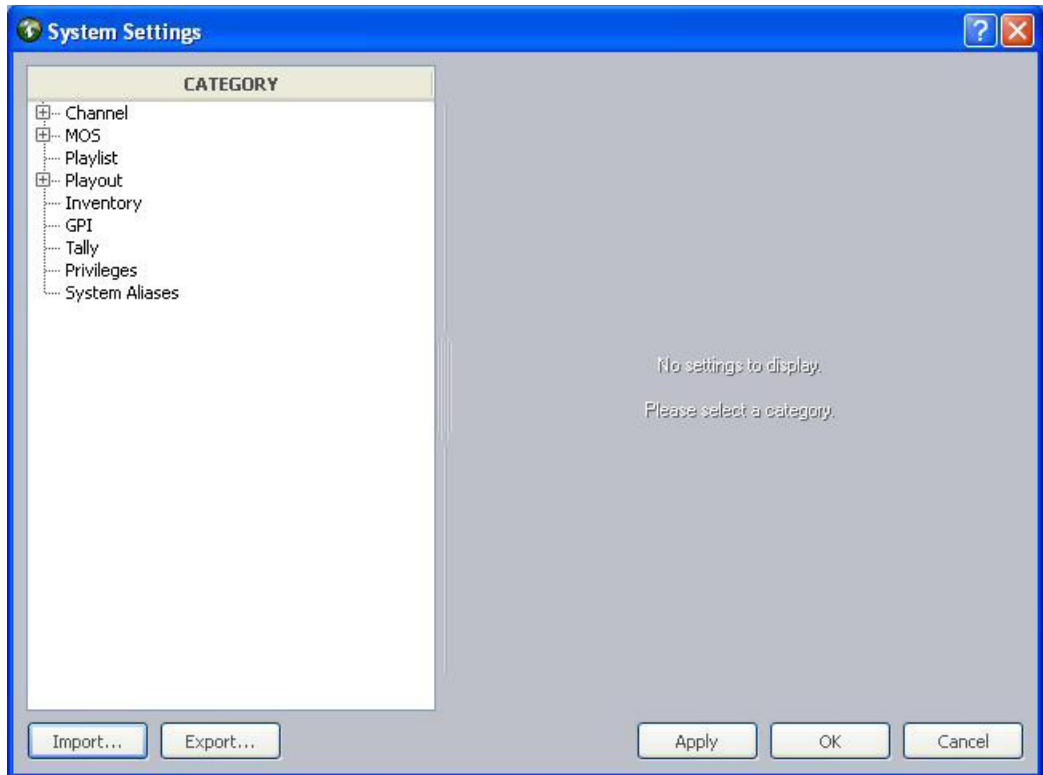 System Settings
CATEGORY
Channel
MOS
Playlist
Playout
Inventory
GPI
Tally
Privileges
System Aliases
No settings to display.
Please select a category.
Import...
Export...
Apply
OK
Cancel